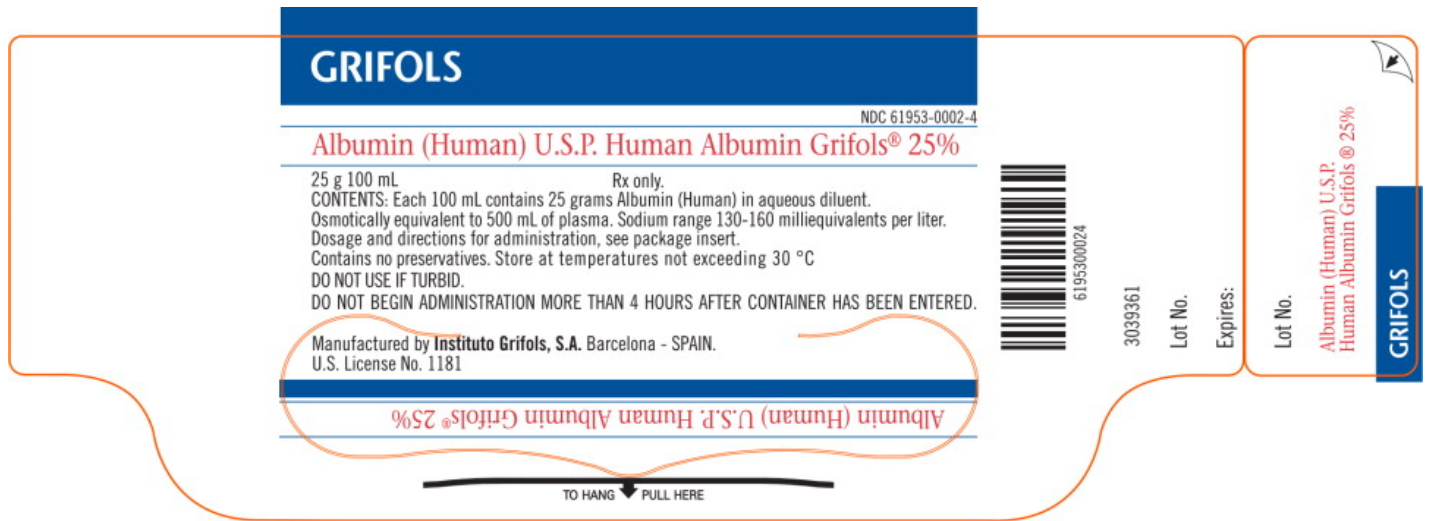 GRIFOLS
NDC 61953-0002-4
Albumin (Human) U.S.P. Human Albumin Grifols® 25%
25 g 100 mL Rx only.
CONTENTS: Each 100 mL contains 25 grams Albumin (Human) in aqueous diluent.
Osmotically equivalent to 500 mL of plasma. Sodium range 130-160 milliequivalents per liter.
Dosage and directions for administration, see package insert.
Contains no preservatives. Store at temperatures not exceeding 30 °C
DO NOT USE IF TURBID.
DO NOT BEGIN ADMINISTRATION MORE THAN 4 HOURS AFTER CONTAINER HAS BEEN ENTERED.
Manufactured by Instituto Grifols, S.A. Barcelona - SPAIN.
U.S. License No. 1181
Albumin (Human) U.S.P. Human Albumin Grifols® 25%
TO HANG PULL HERE
6195300024
3039361
Lot No.
Expires:
Lot No.
Albumin (Human) U.S.P.
Human Albumin Grifols ® 25%
GRIFOLS